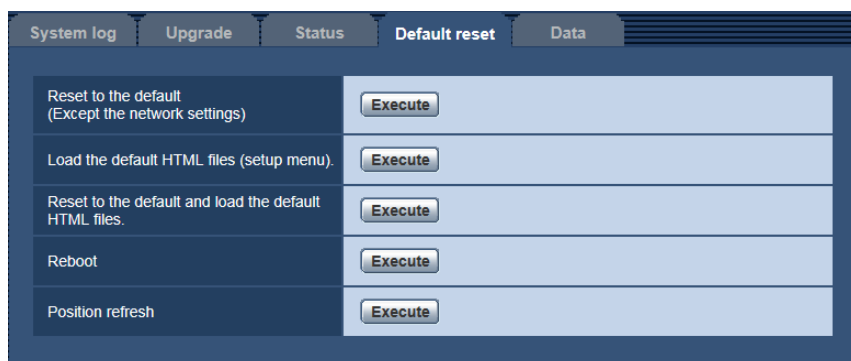 System log Upgrade Status Default reset Data
Reset to the default
(Except the network settings)
Execute
Load the default HTML files (setup menu).
Execute
Reset to the default and load the default
HTML files.
Execute
Reboot
Execute
Position refresh
Execute